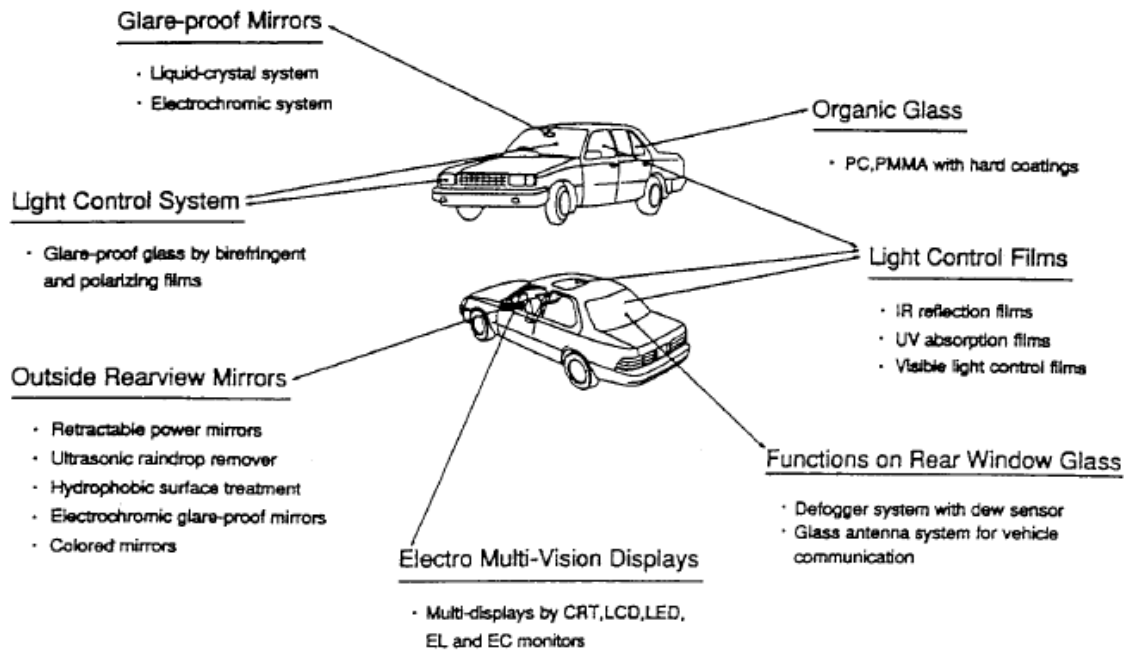 Glare-proof Mirrors
· Liquid-crystal system
· Electrochromic system
Organic Glass
· PC,PMMA with hard coatings
Light Control System
· Glare-proof glass by birefringent
and polarizing films
Light Control Films
· IR reflection films
· UV absorption films
· Visible light control films
Outside Rearview Mirrors
· Retractable power mirrors
· Ultrasonic raindrop remover
· Hydrophobic surface treatment
· Electrochromic glare-proof mirrors
· Colored mirrors
Functions on Rear Window Glass
· Defogger system with dew sensor
· Glass antenna system for vehicle
communication
Electro Multi-Vision Displays
· Multi-displays by CRT,LCD,LED,
EL and EC monitors